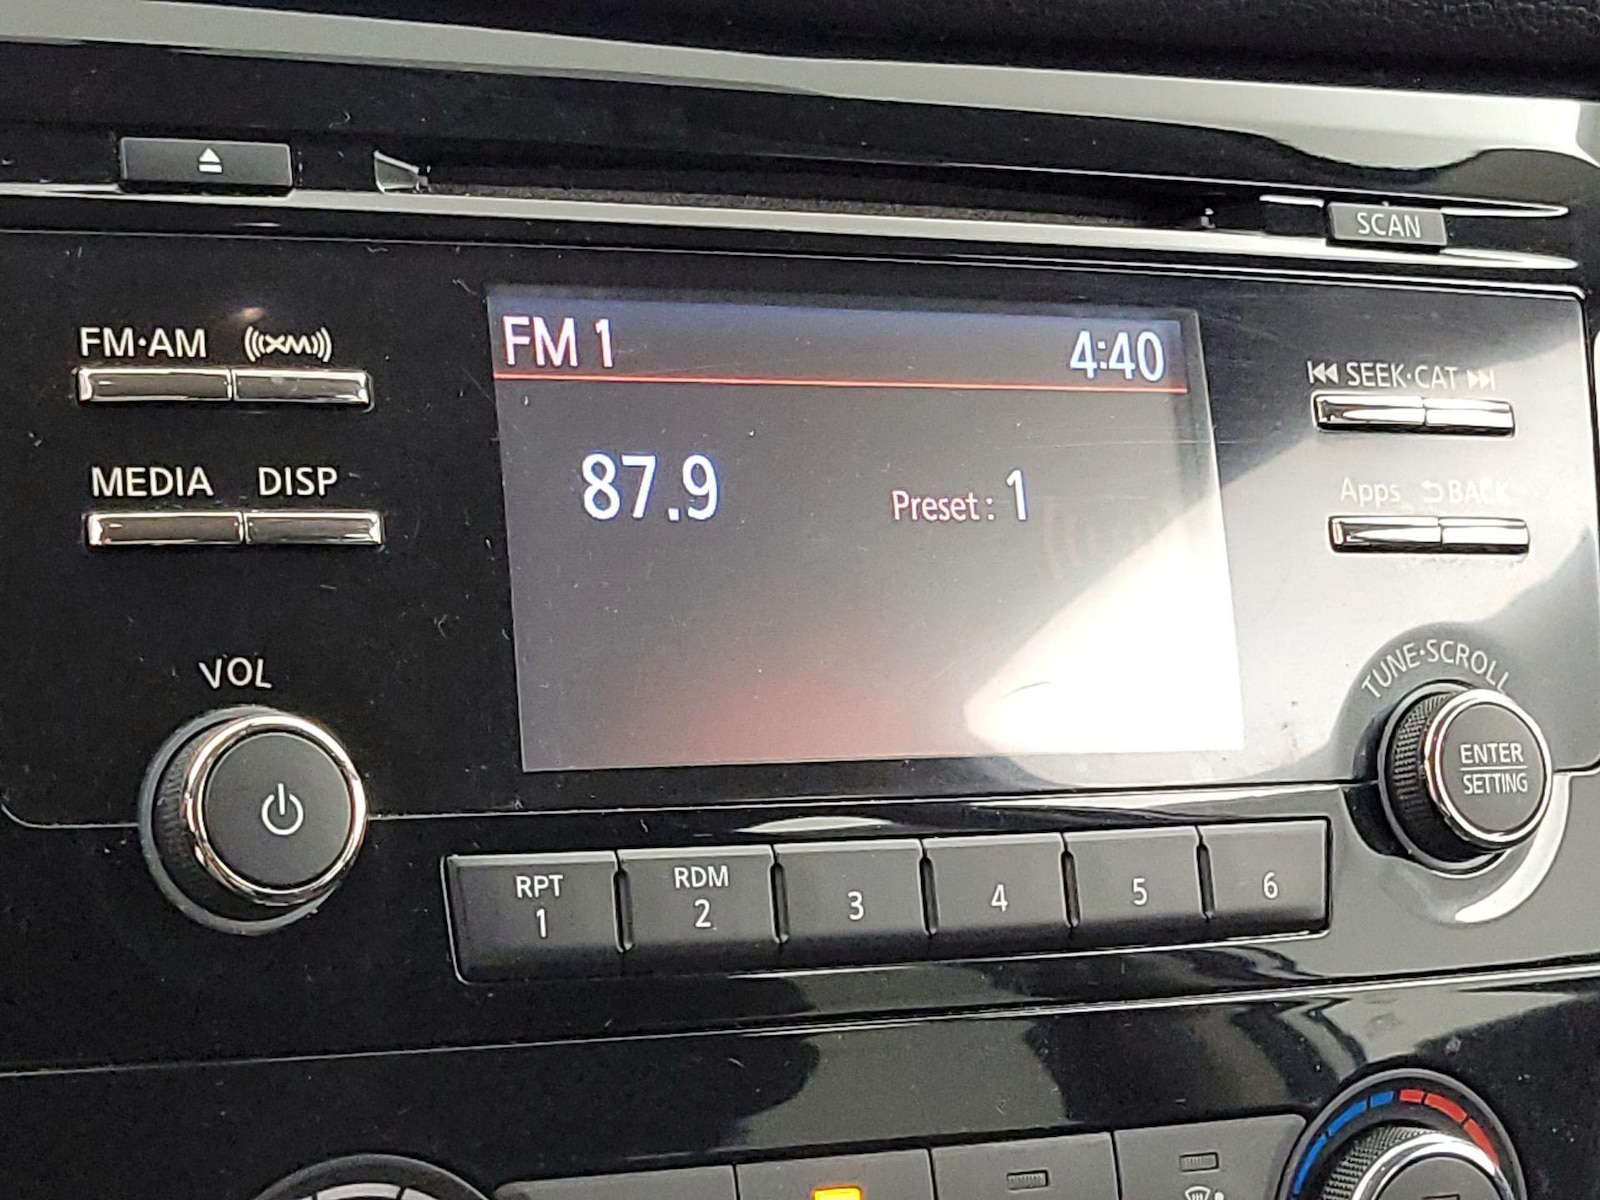 SCAN
FM·AM XM
FM 1 4:40
SEEK·CAT
87.9 Preset: 1
MEDIA DISP
Apps BACK
VOL
TUNE·SCROLL
ENTER
SETTING
RPT
1
RDM
2
3
4
5
6